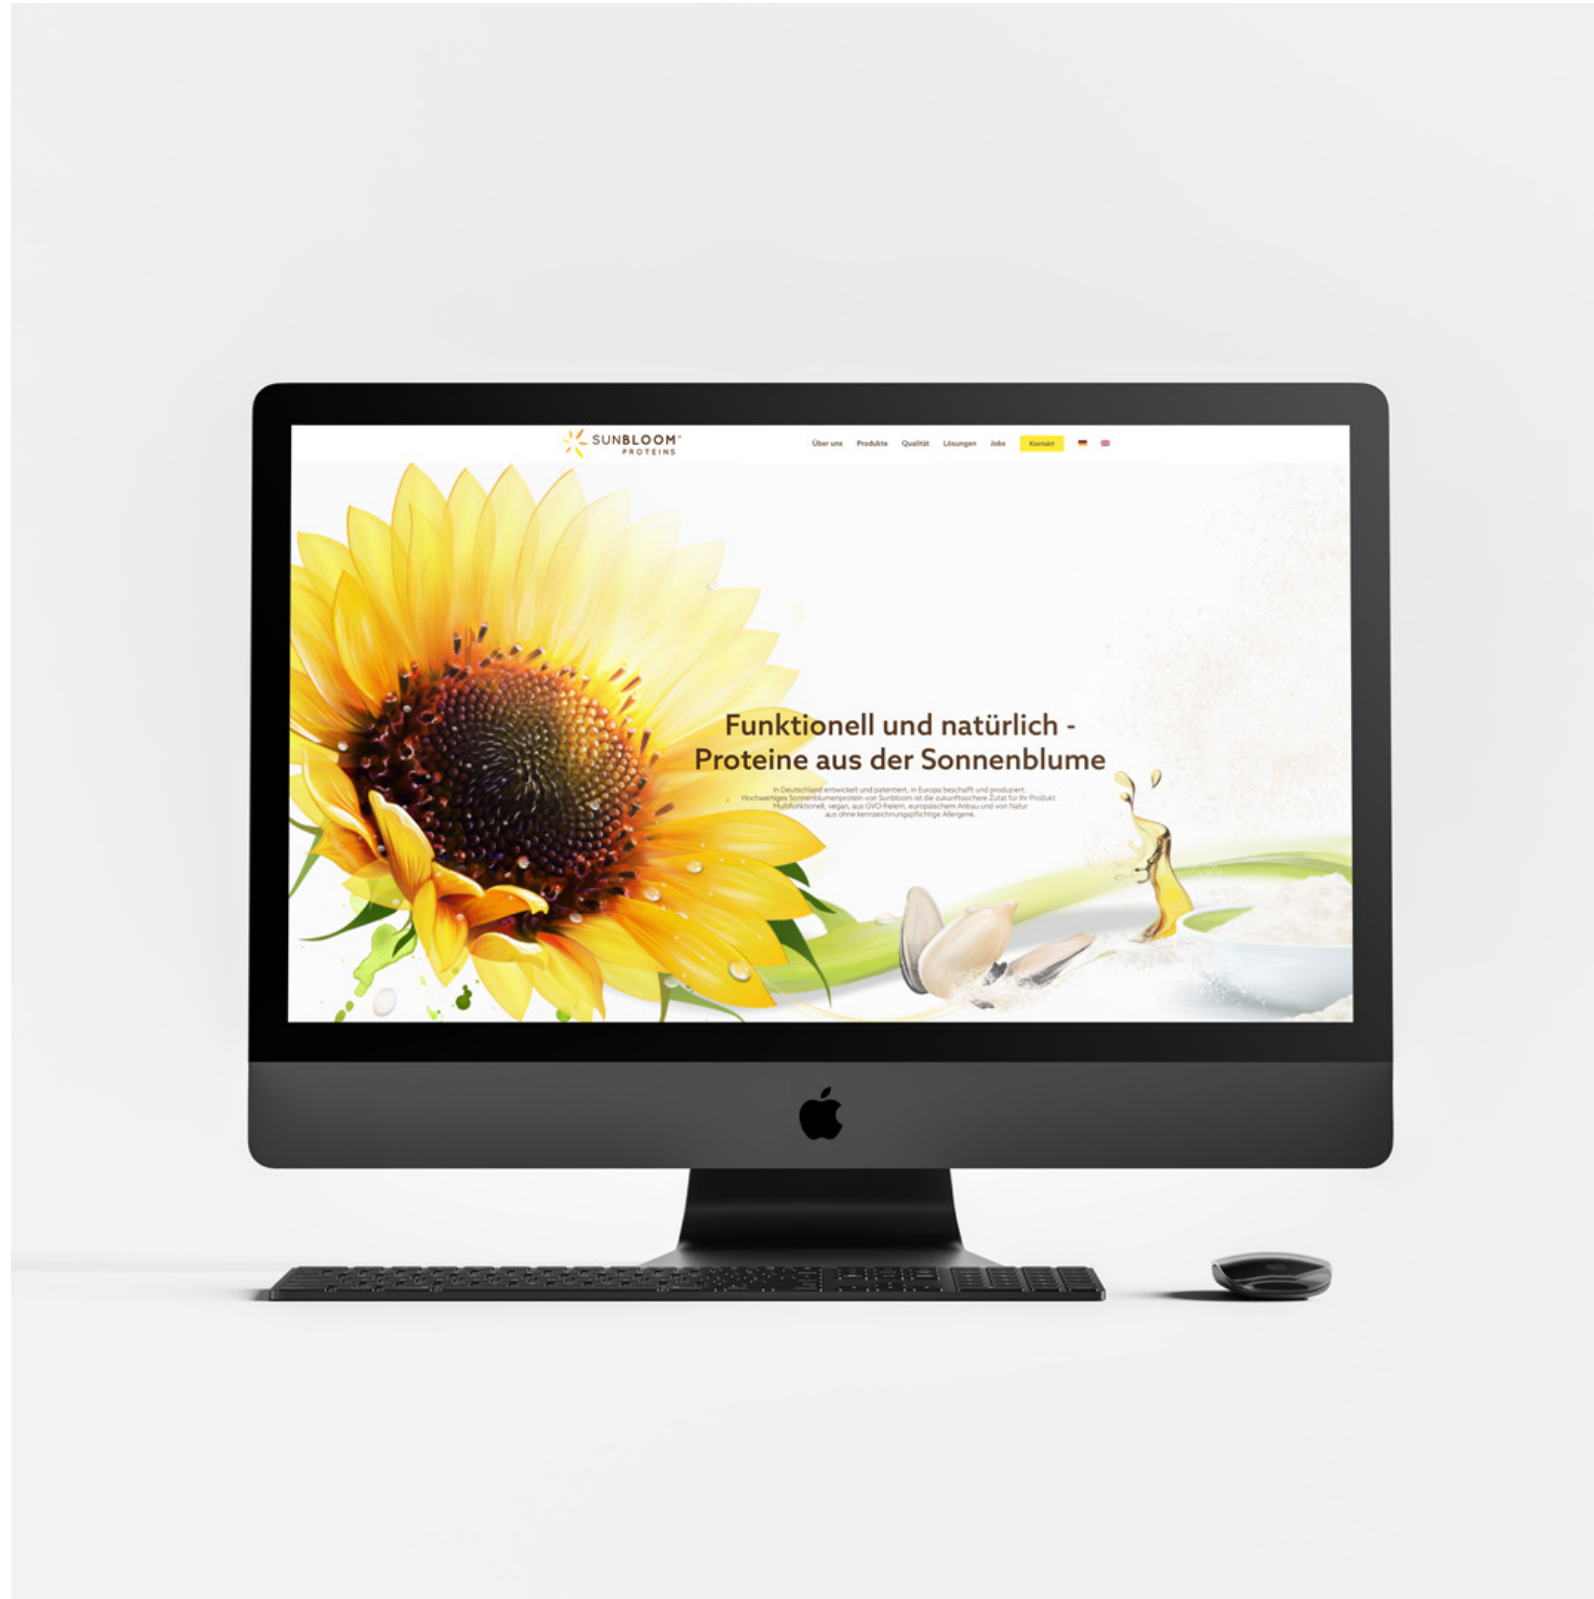 SUNBLOOM®
PROTEINS
Über uns Produkte Qualität Lösungen Jobs Kontakt
Funktionell und natürlich -
Proteine aus der Sonnenblume
In Deutschland entwickelt und patentiert, in Europa beschafft und produziert:
Hochwertiges Sonnenblumenprotein von Sunbloom ist die zukunftssichere Zutat für Ihr Produkt.
Multifunktionell, vegan, aus GVO-freiem, europäischem Anbau und von Natur
aus ohne kennzeichnungspflichtige Allergene.